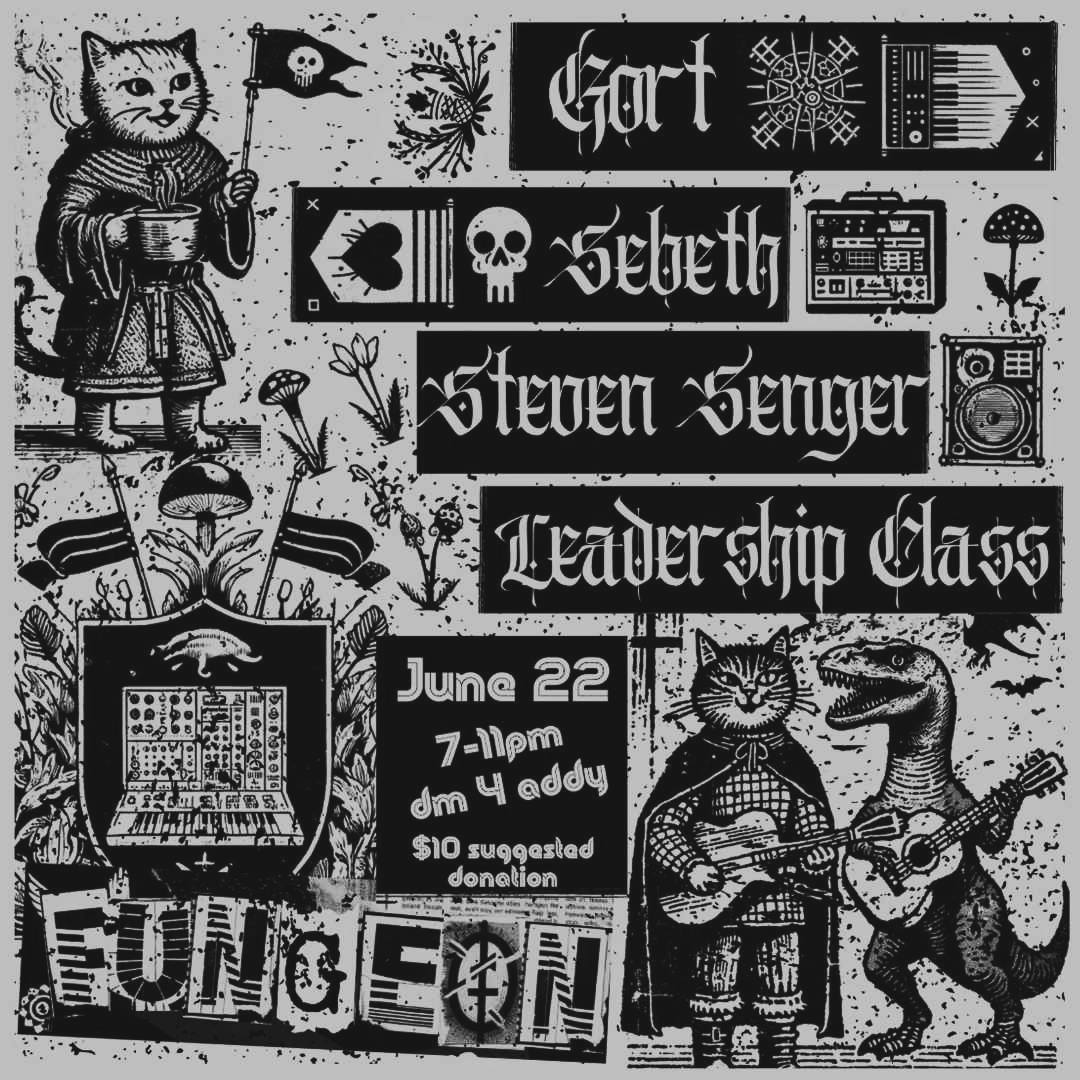 Gort
Sebeth
Steven Senger
Leadership Class
June 22
7-11pm
dm 4 addy
$10 suggested
donation
FUNGEON